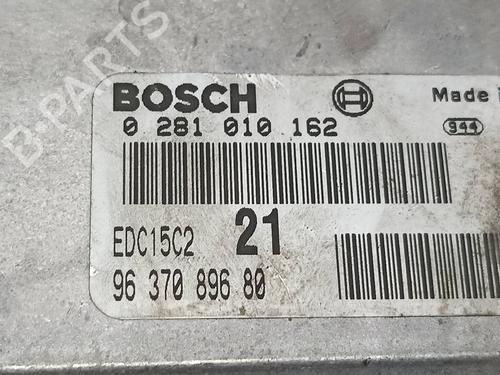 B-PARTS
BOSCH
Made
0 281 010 162
944
EDC15C2 21
96 370 896 80